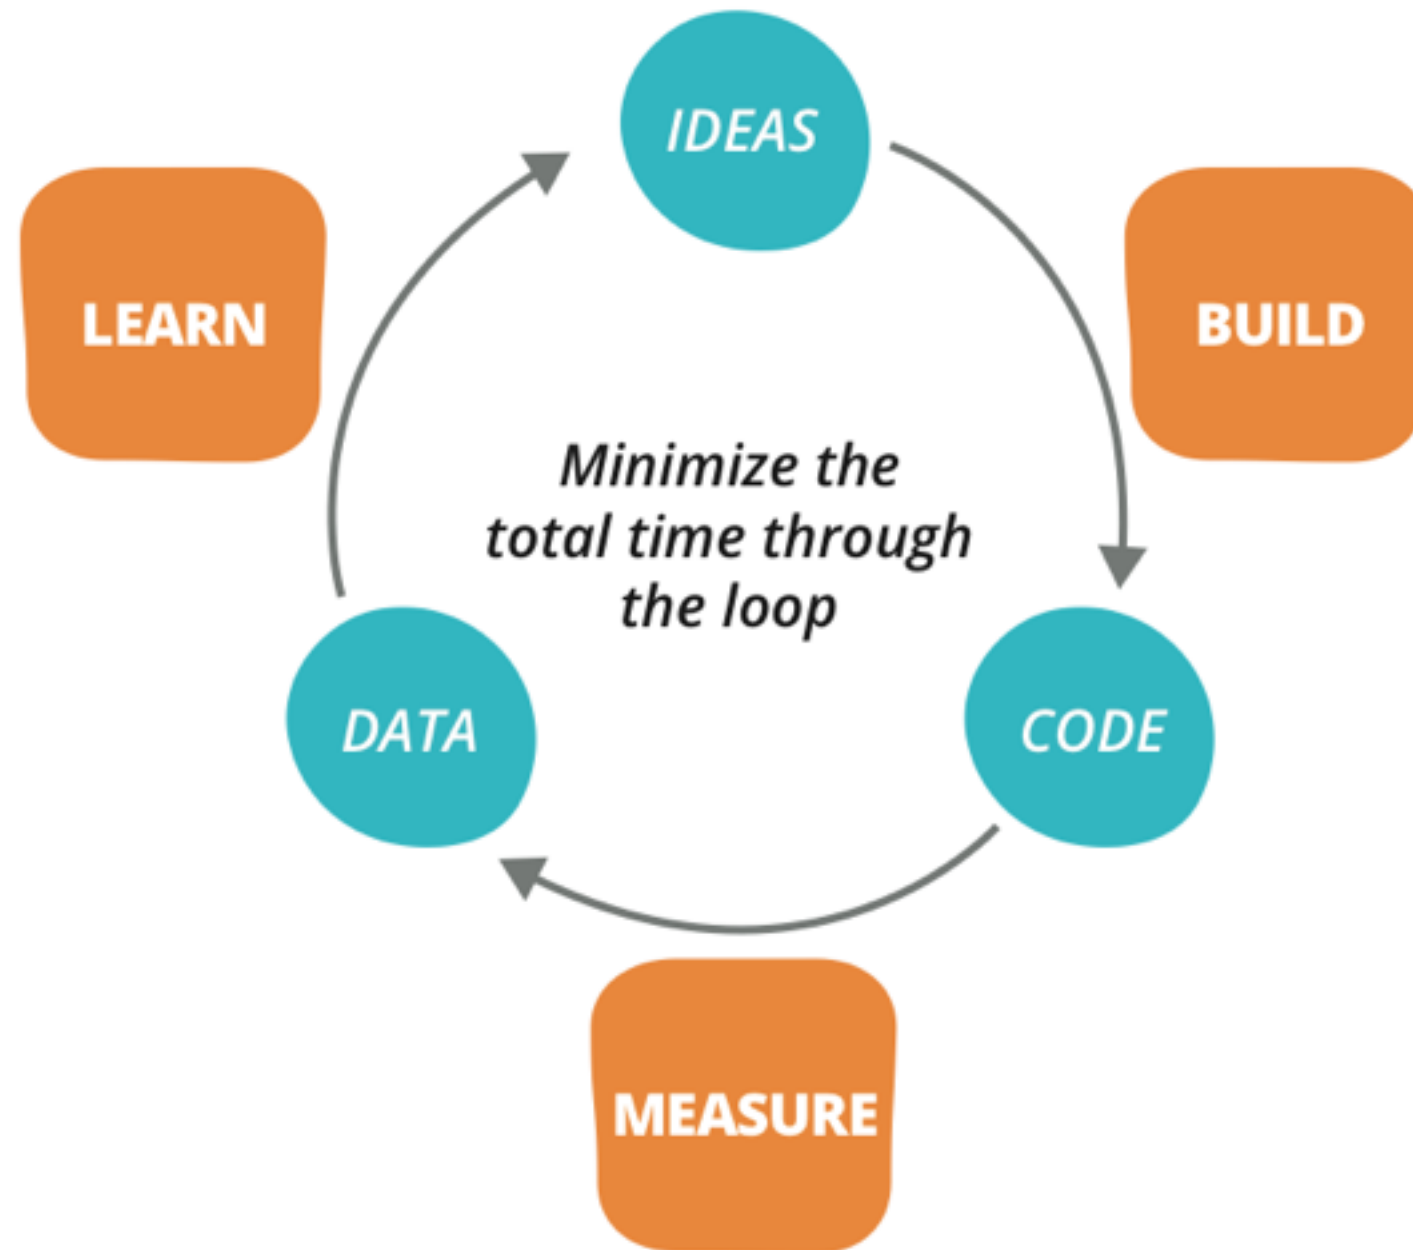 IDEAS
LEARN
BUILD
Minimize the
total time through
the loop
DATA
CODE
MEASURE